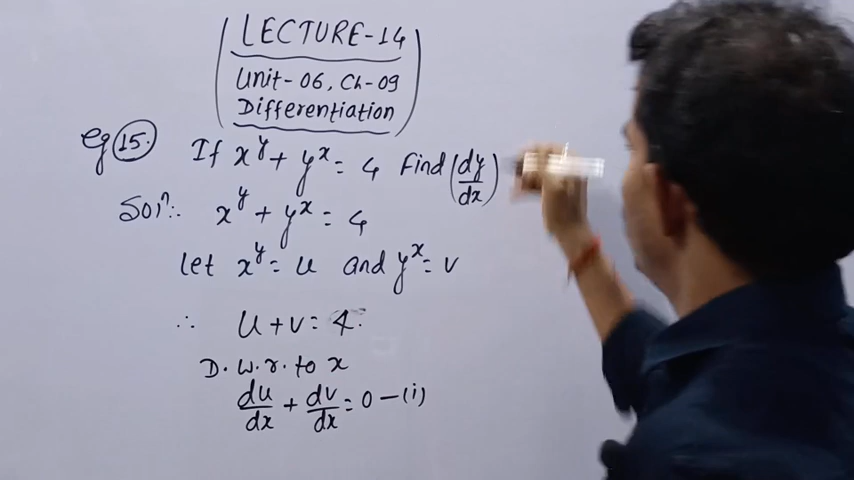 LECTURE-14
Unit-06, Ch-09
Differentiation
eg 15. If x^y + y^x = 4 Find (dy/dx)
Solⁿ:. x^y + y^x = 4
let x^y = u and y^x = v
∴ u + v = 4.
D. w. r. to x
du/dx + dv/dx = 0 - (i)